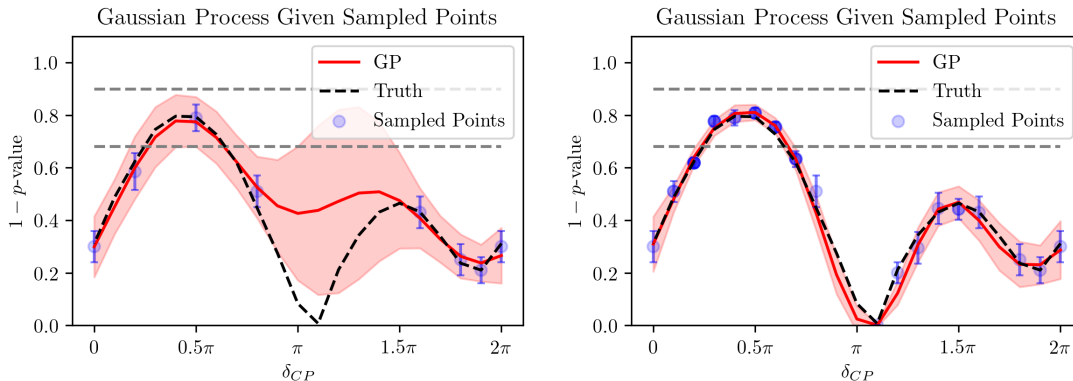 Gaussian Process Given Sampled Points
1.0
0.8
0.6
0.4
0.2
0.0
1 − p-value
GP
Truth
Sampled Points
0
0.5π
π
1.5π
2π
δCP
Gaussian Process Given Sampled Points
1.0
0.8
0.6
0.4
0.2
0.0
1 − p-value
GP
Truth
Sampled Points
0
0.5π
π
1.5π
2π
δCP